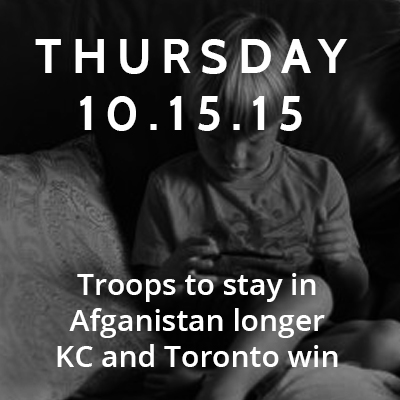 THURSDAY
10.15.15
Troops to stay in
Afganistan longer
KC and Toronto win